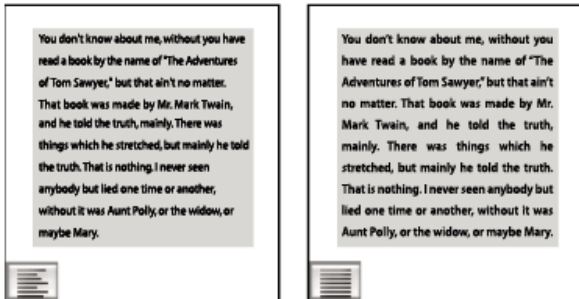 You don't know about me, without you have
read a book by the name of "The Adventures
of Tom Sawyer," but that ain't no matter.
That book was made by Mr. Mark Twain,
and he told the truth, mainly. There was
things which he stretched, but mainly he told
the truth. That is nothing. I never seen
anybody but lied one time or another,
without it was Aunt Polly, or the widow, or
maybe Mary.
You don't know about me, without you
have read a book by the name of "The
Adventures of Tom Sawyer," but that ain't
no matter. That book was made by Mr.
Mark Twain, and he told the truth,
mainly. There was things which he
stretched, but mainly he told the truth.
That is nothing. I never seen anybody but
lied one time or another, without it was
Aunt Polly, or the widow, or maybe Mary.